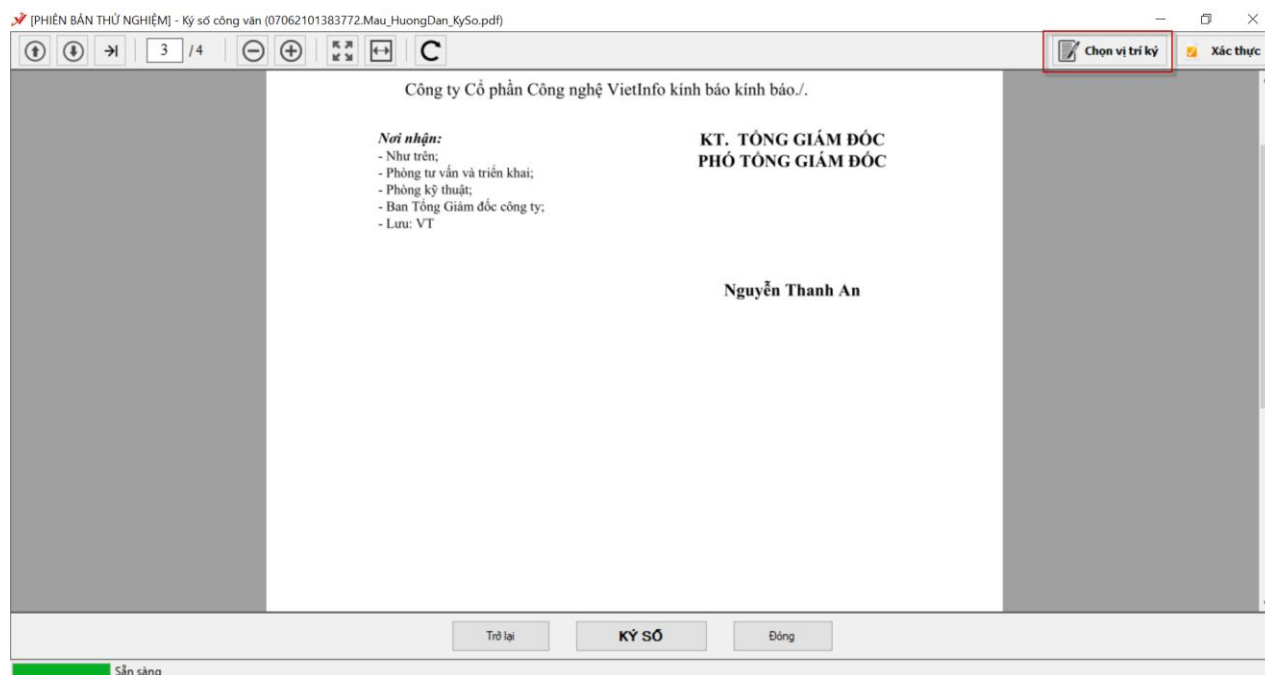 [PHIÊN BẢN THỬ NGHIỆM] - Ký số công văn (07062101383772.Mau_HuongDan_KySo.pdf)
3 /4 Chọn vị trí ký Xác thực
Công ty Cổ phần Công nghệ VietInfo kính báo kính báo./.
Nơi nhận:
- Như trên;
- Phòng tư vấn và triển khai;
- Phòng kỹ thuật;
- Ban Tổng Giám đốc công ty;
- Lưu: VT
KT. TỔNG GIÁM ĐỐC
PHÓ TỔNG GIÁM ĐỐC
Nguyễn Thanh An
Trở lại KÝ SỐ Đóng
Sẵn sàng